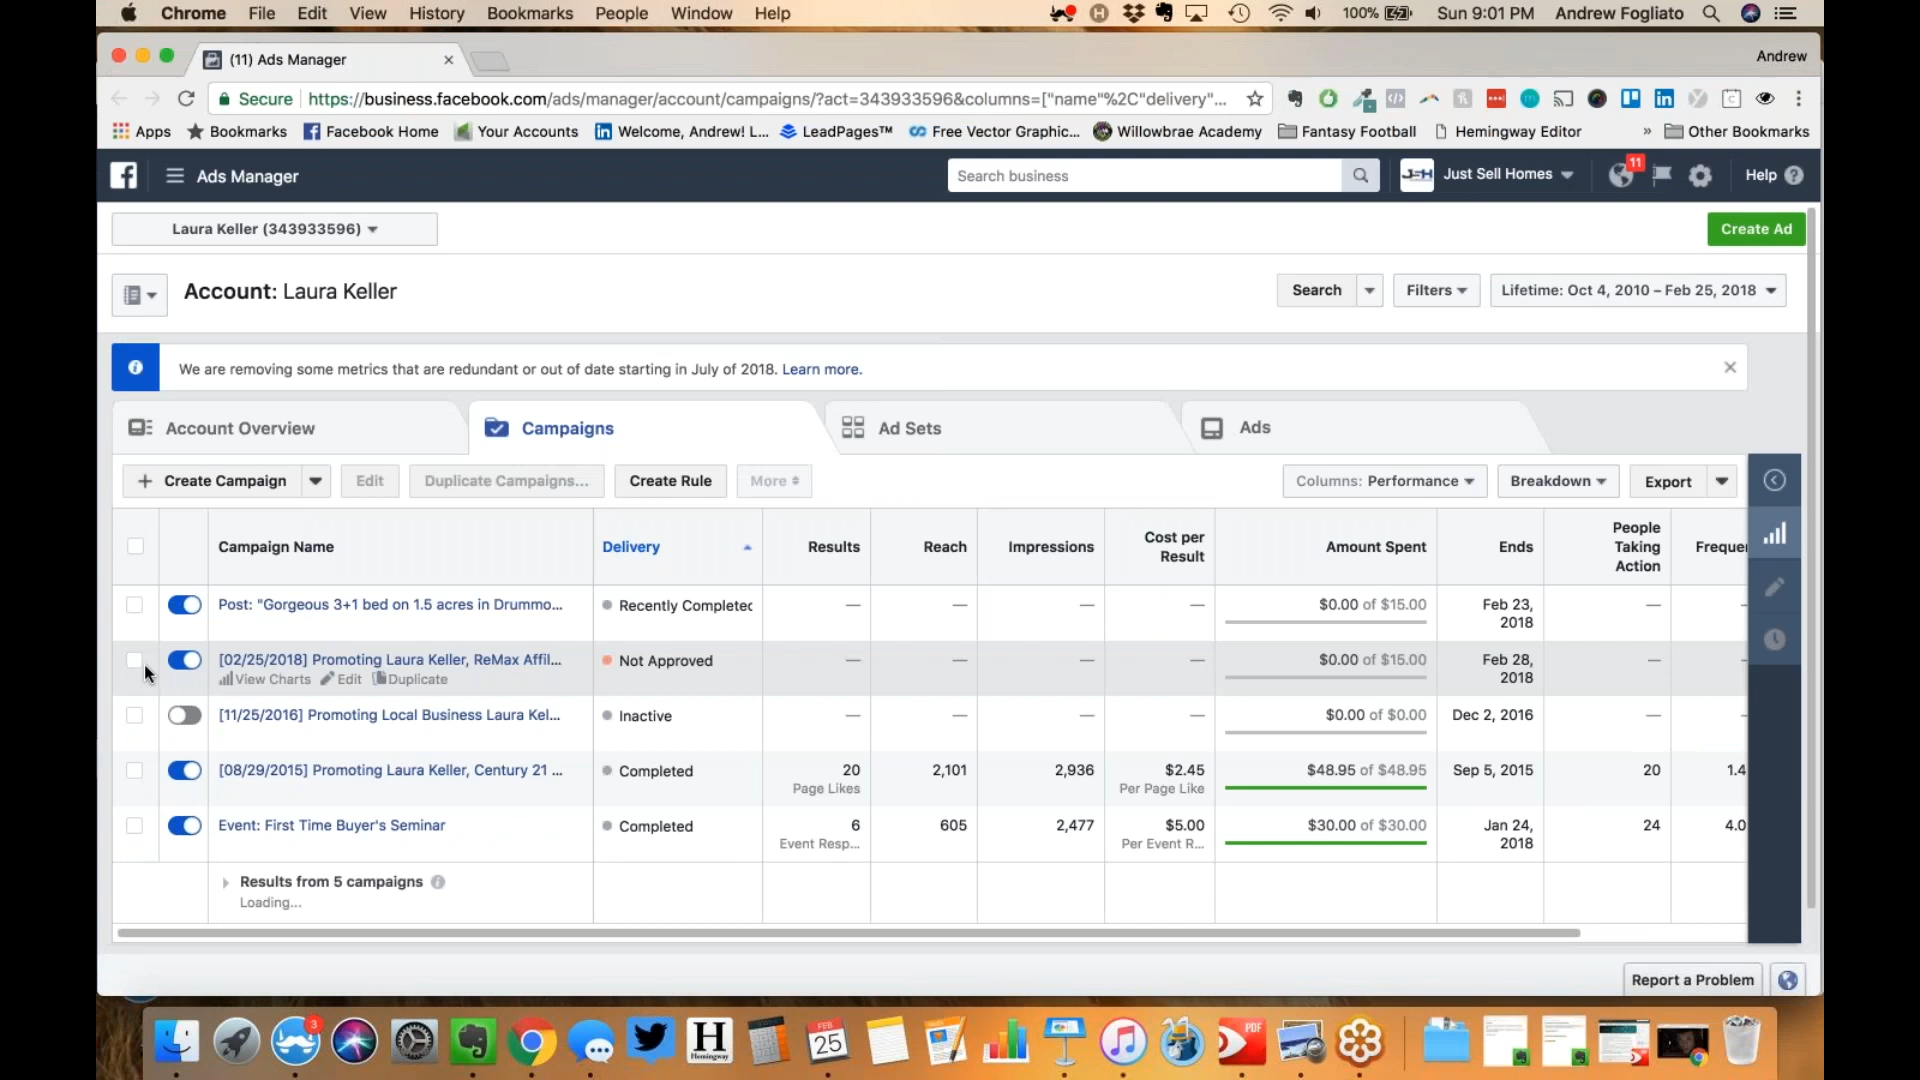 Chrome File Edit View History Bookmarks People Window Help 100% Sun 9:01 PM Andrew Fogliato
(11) Ads Manager Andrew
Secure https://business.facebook.com/ads/manager/account/campaigns/?act=343933596&columns=["name"%2C"delivery"...
Apps Bookmarks Facebook Home Your Accounts Welcome, Andrew! L... LeadPages™ Free Vector Graphic... Willowbrae Academy Fantasy Football Hemingway Editor » Other Bookmarks
Ads Manager Search business JSH Just Sell Homes 11 Help
Laura Keller (343933596) Create Ad
Account: Laura Keller Search Filters Lifetime: Oct 4, 2010 – Feb 25, 2018
We are removing some metrics that are redundant or out of date starting in July of 2018. Learn more.
Account Overview Campaigns Ad Sets Ads
+ Create Campaign Edit Duplicate Campaigns... Create Rule More Columns: Performance Breakdown Export
Campaign Name Delivery Results Reach Impressions Cost per Result Amount Spent Ends People Taking Action Freque
Post: "Gorgeous 3+1 bed on 1.5 acres in Drummo... Recently Completed — — — — $0.00 of $15.00 Feb 23, 2018 —
[02/25/2018] Promoting Laura Keller, ReMax Affil... Not Approved — — — — $0.00 of $15.00 Feb 28, 2018 —
View Charts Edit Duplicate
[11/25/2016] Promoting Local Business Laura Kel... Inactive — — — — $0.00 of $0.00 Dec 2, 2016 —
[08/29/2015] Promoting Laura Keller, Century 21 ... Completed 20 2,101 2,936 $2.45 $48.95 of $48.95 Sep 5, 2015 20 1.4
Page Likes Per Page Like
Event: First Time Buyer's Seminar Completed 6 605 2,477 $5.00 $30.00 of $30.00 Jan 24, 2018 24 4.0
Event Resp... Per Event R...
Results from 5 campaigns
Loading...
Report a Problem
3 H Hemingway FEB 25 PDF